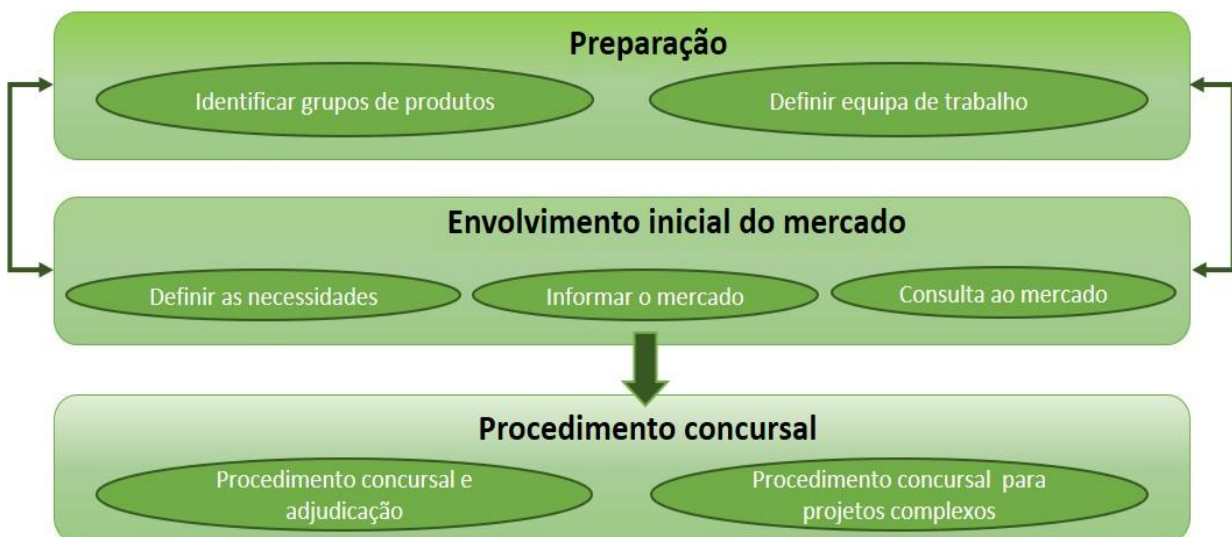 Preparação
Identificar grupos de produtos
Definir equipa de trabalho
Envolvimento inicial do mercado
Definir as necessidades
Informar o mercado
Consulta ao mercado
Procedimento concursal
Procedimento concursal e
adjudicação
Procedimento concursal para
projetos complexos